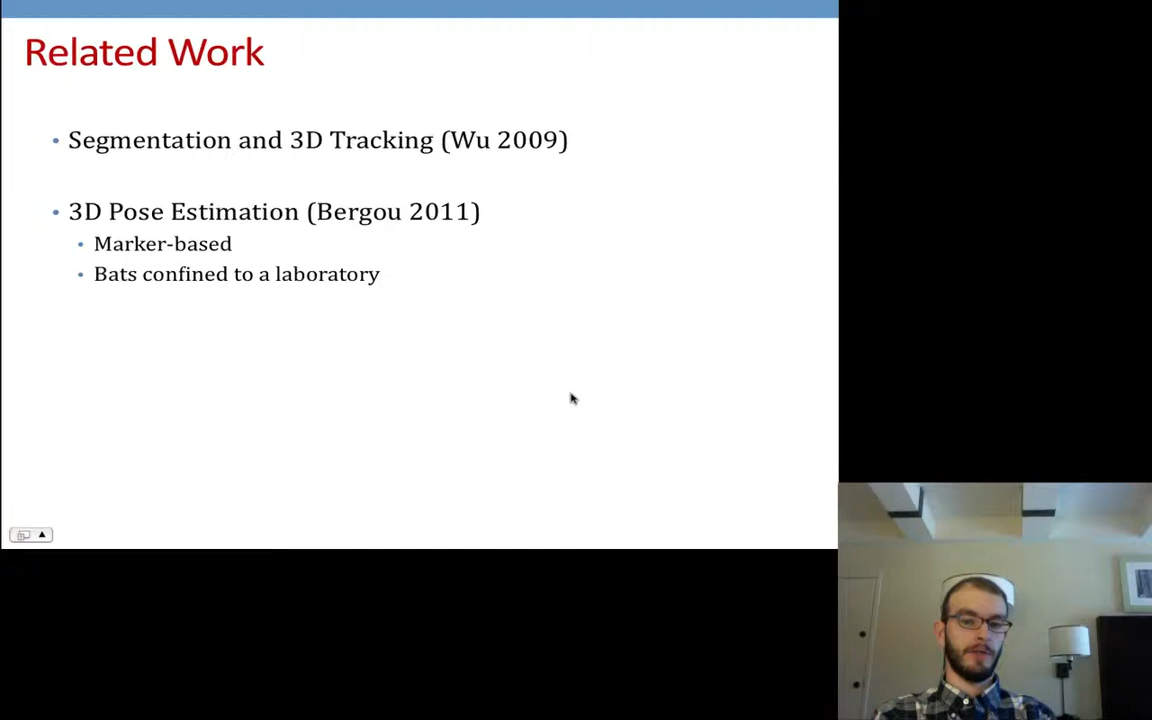 Related Work
• Segmentation and 3D Tracking (Wu 2009)
• 3D Pose Estimation (Bergou 2011)
• Marker-based
• Bats confined to a laboratory